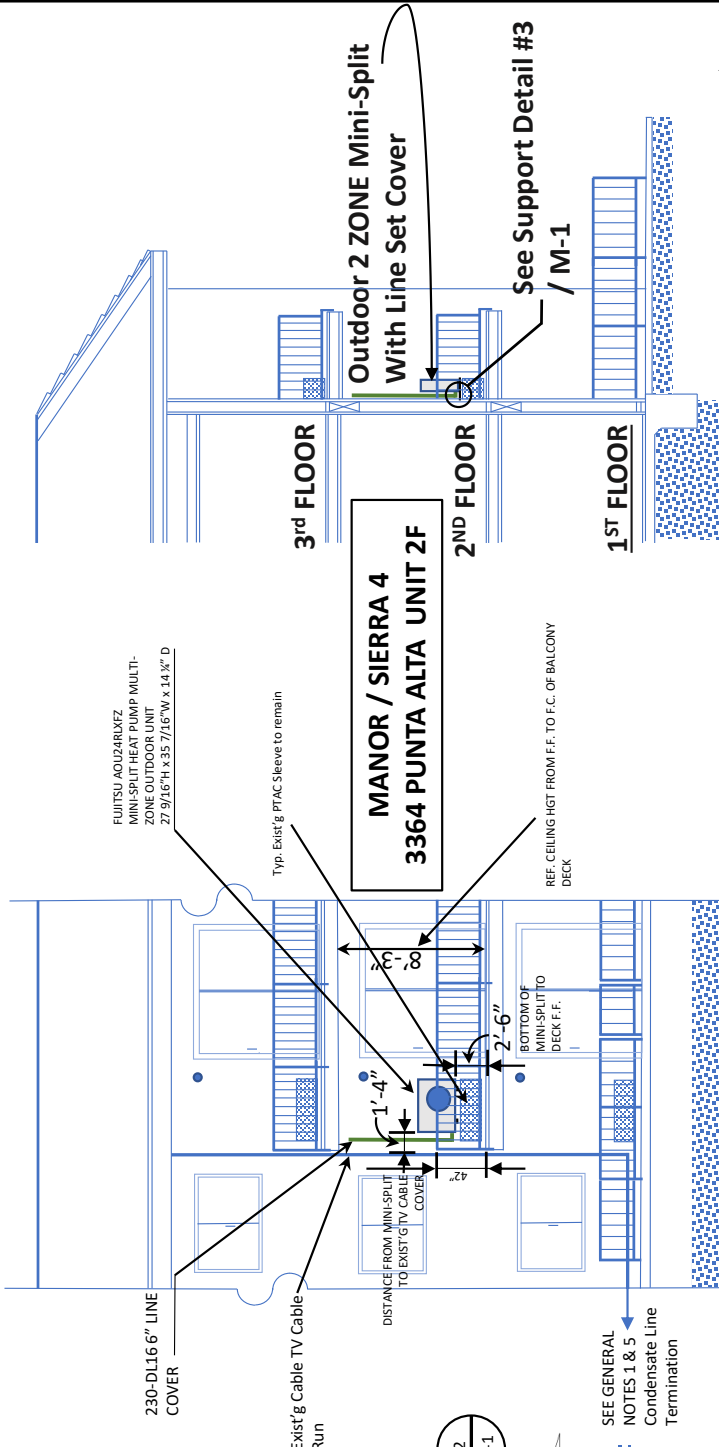 FUJITSU AOU24RLXFZ
MINI-SPLIT HEAT PUMP MULTI-
ZONE OUTDOOR UNIT
27 9/16"H x 35 7/16"W x 14 ¼" D
Typ. Exist'g PTAC Sleeve to remain
MANOR / SIERRA 4
3364 PUNTA ALTA UNIT 2F
REF. CEILING HGT FROM F.F. TO F.C. OF BALCONY
DECK
230-DL16 6" LINE
COVER
Exist'g Cable TV Cable
Run
DISTANCE FROM MINI-SPLIT
TO EXIST'G TV CABLE
COVER
1'-4"
8'-3"
2'-6"
BOTTOM OF
MINI-SPLIT TO
DECK F.F.
42"
SEE GENERAL
NOTES 1 & 5
Condensate Line
Termination
2
-1
Outdoor 2 ZONE Mini-Split
With Line Set Cover
See Support Detail #3
/ M-1
3rd FLOOR
2ND FLOOR
1ST FLOOR